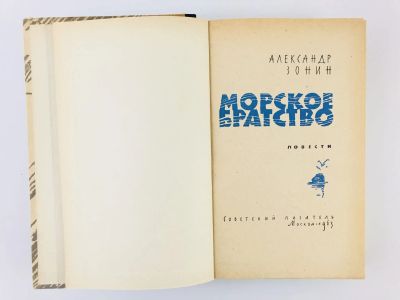 АЛЕКСАНДР
ЗОНИН
МОРСКОЕ
БРАТСТВО
ПОВЕСТИ
СОВЕТСКИЙ ПИСАТЕЛЬ
Москва 1963